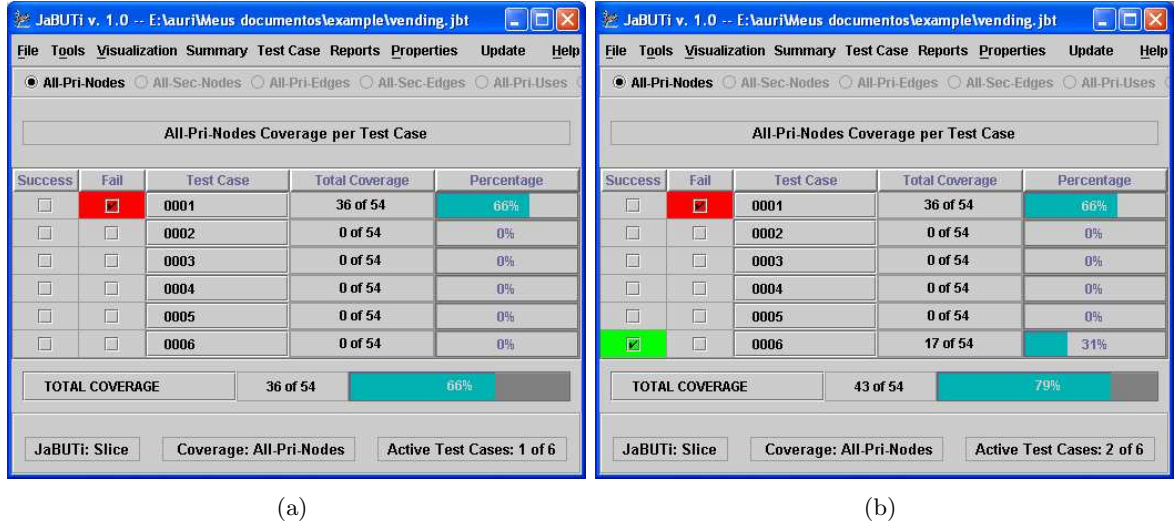 JaBUTi v. 1.0 -- E:\auri\Meus documentos\example\vending.jbt
File Tools Visualization Summary Test Case Reports Properties Update Help
All-Pri-Nodes All-Sec-Nodes All-Pri-Edges All-Sec-Edges All-Pri-Uses
All-Pri-Nodes Coverage per Test Case
Success Fail Test Case Total Coverage Percentage
0001 36 of 54 66%
0002 0 of 54 0%
0003 0 of 54 0%
0004 0 of 54 0%
0005 0 of 54 0%
0006 0 of 54 0%
TOTAL COVERAGE 36 of 54 66%
JaBUTi: Slice Coverage: All-Pri-Nodes Active Test Cases: 1 of 6
(a)
JaBUTi v. 1.0 -- E:\auri\Meus documentos\example\vending.jbt
File Tools Visualization Summary Test Case Reports Properties Update Help
All-Pri-Nodes All-Sec-Nodes All-Pri-Edges All-Sec-Edges All-Pri-Uses
All-Pri-Nodes Coverage per Test Case
Success Fail Test Case Total Coverage Percentage
0001 36 of 54 66%
0002 0 of 54 0%
0003 0 of 54 0%
0004 0 of 54 0%
0005 0 of 54 0%
0006 17 of 54 31%
TOTAL COVERAGE 43 of 54 79%
JaBUTi: Slice Coverage: All-Pri-Nodes Active Test Cases: 2 of 6
(b)